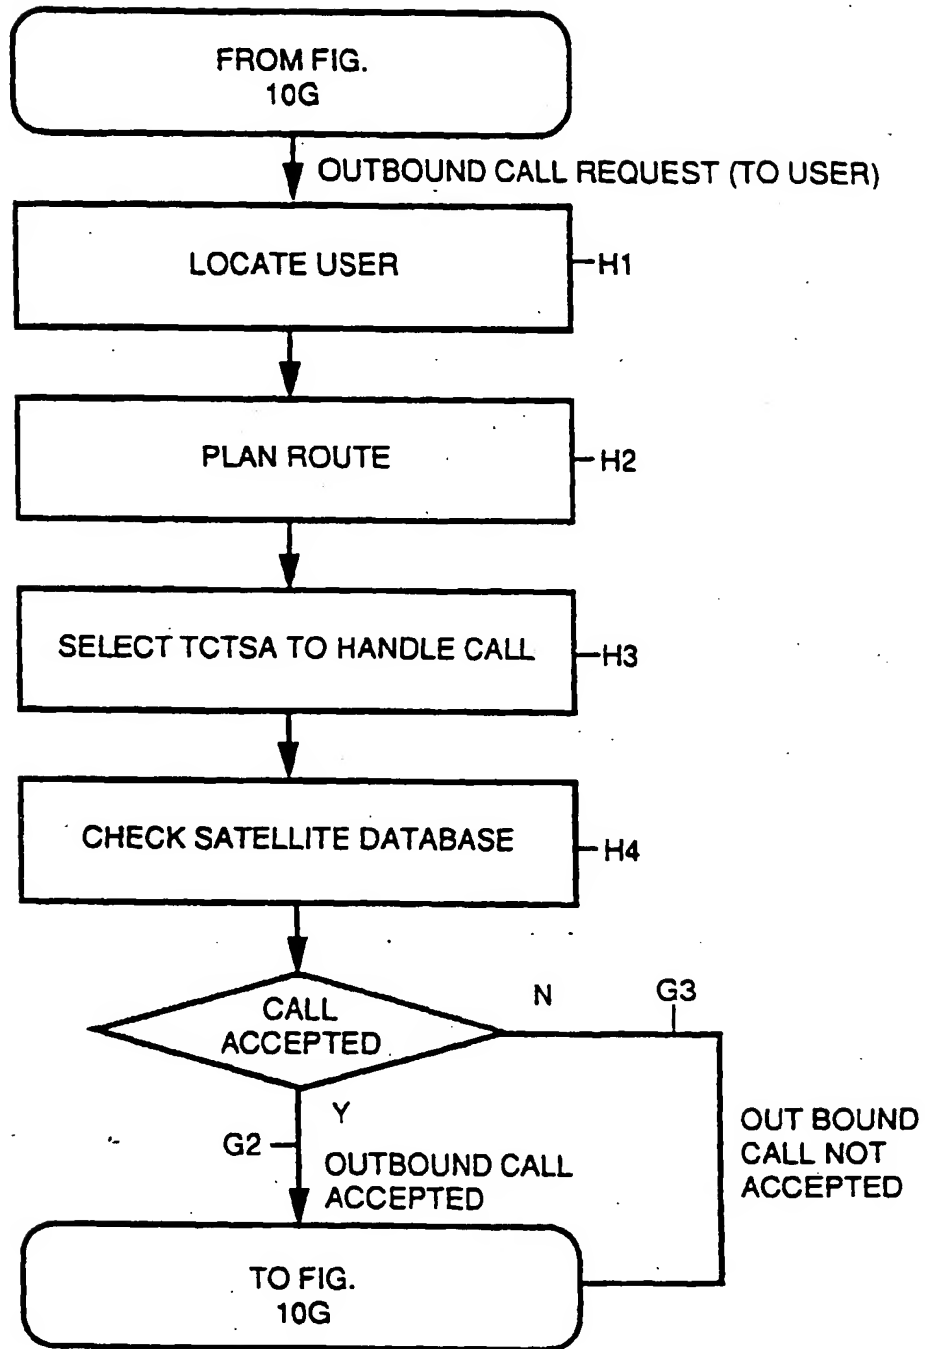 FROM FIG.
10G
OUTBOUND CALL REQUEST (TO USER)
LOCATE USER
H1
PLAN ROUTE
H2
SELECT TCTSA TO HANDLE CALL
H3
CHECK SATELLITE DATABASE
H4
CALL
ACCEPTED
N
G3
Y
G2
OUTBOUND CALL
ACCEPTED
OUT BOUND
CALL NOT
ACCEPTED
TO FIG.
10G